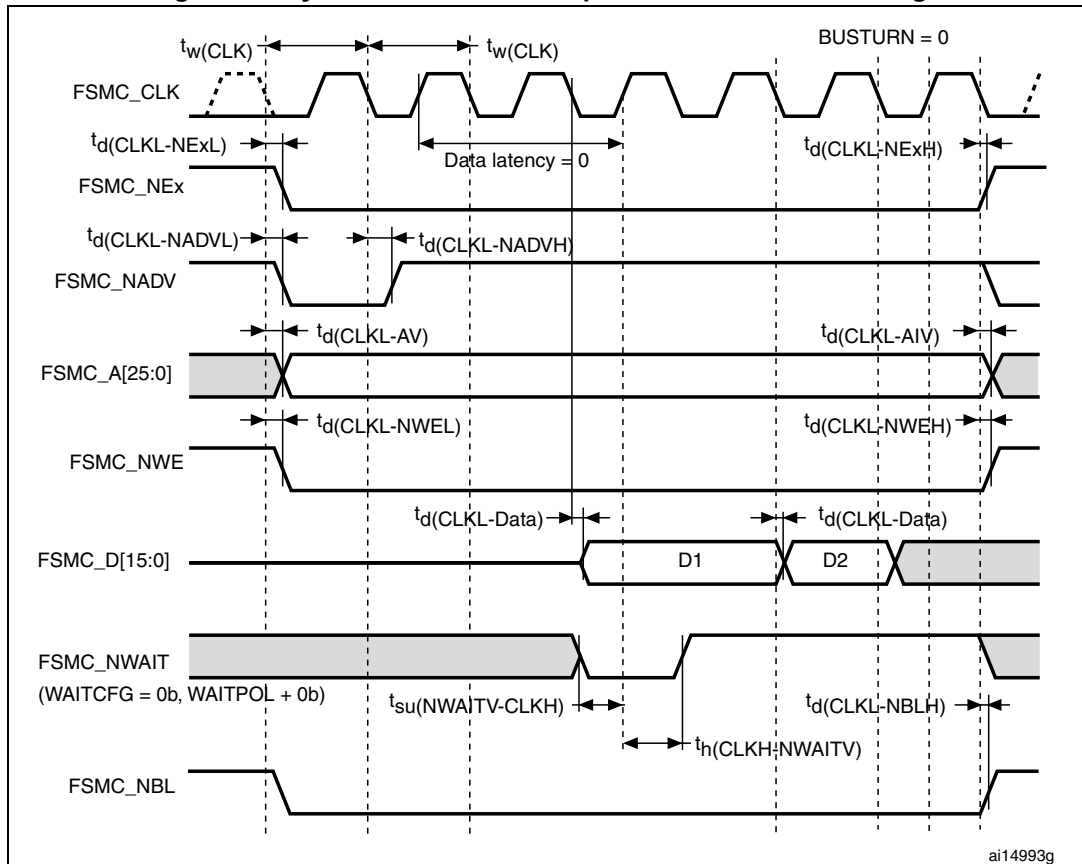 BUSTURN = 0
tw(CLK)
tw(CLK)
FSMC_CLK
td(CLKL-NExL)
Data latency = 0
td(CLKL-NExH)
FSMC_NEx
td(CLKL-NADVL)
td(CLKL-NADVH)
FSMC_NADV
td(CLKL-AV)
td(CLKL-AIV)
FSMC_A[25:0]
td(CLKL-NWEL)
td(CLKL-NWEH)
FSMC_NWE
td(CLKL-Data)
td(CLKL-Data)
FSMC_D[15:0]
D1
D2
FSMC_NWAIT
(WAITCFG = 0b, WAITPOL + 0b)
tsu(NWAITV-CLKH)
td(CLKL-NBLH)
th(CLKH-NWAITV)
FSMC_NBL
ai14993g